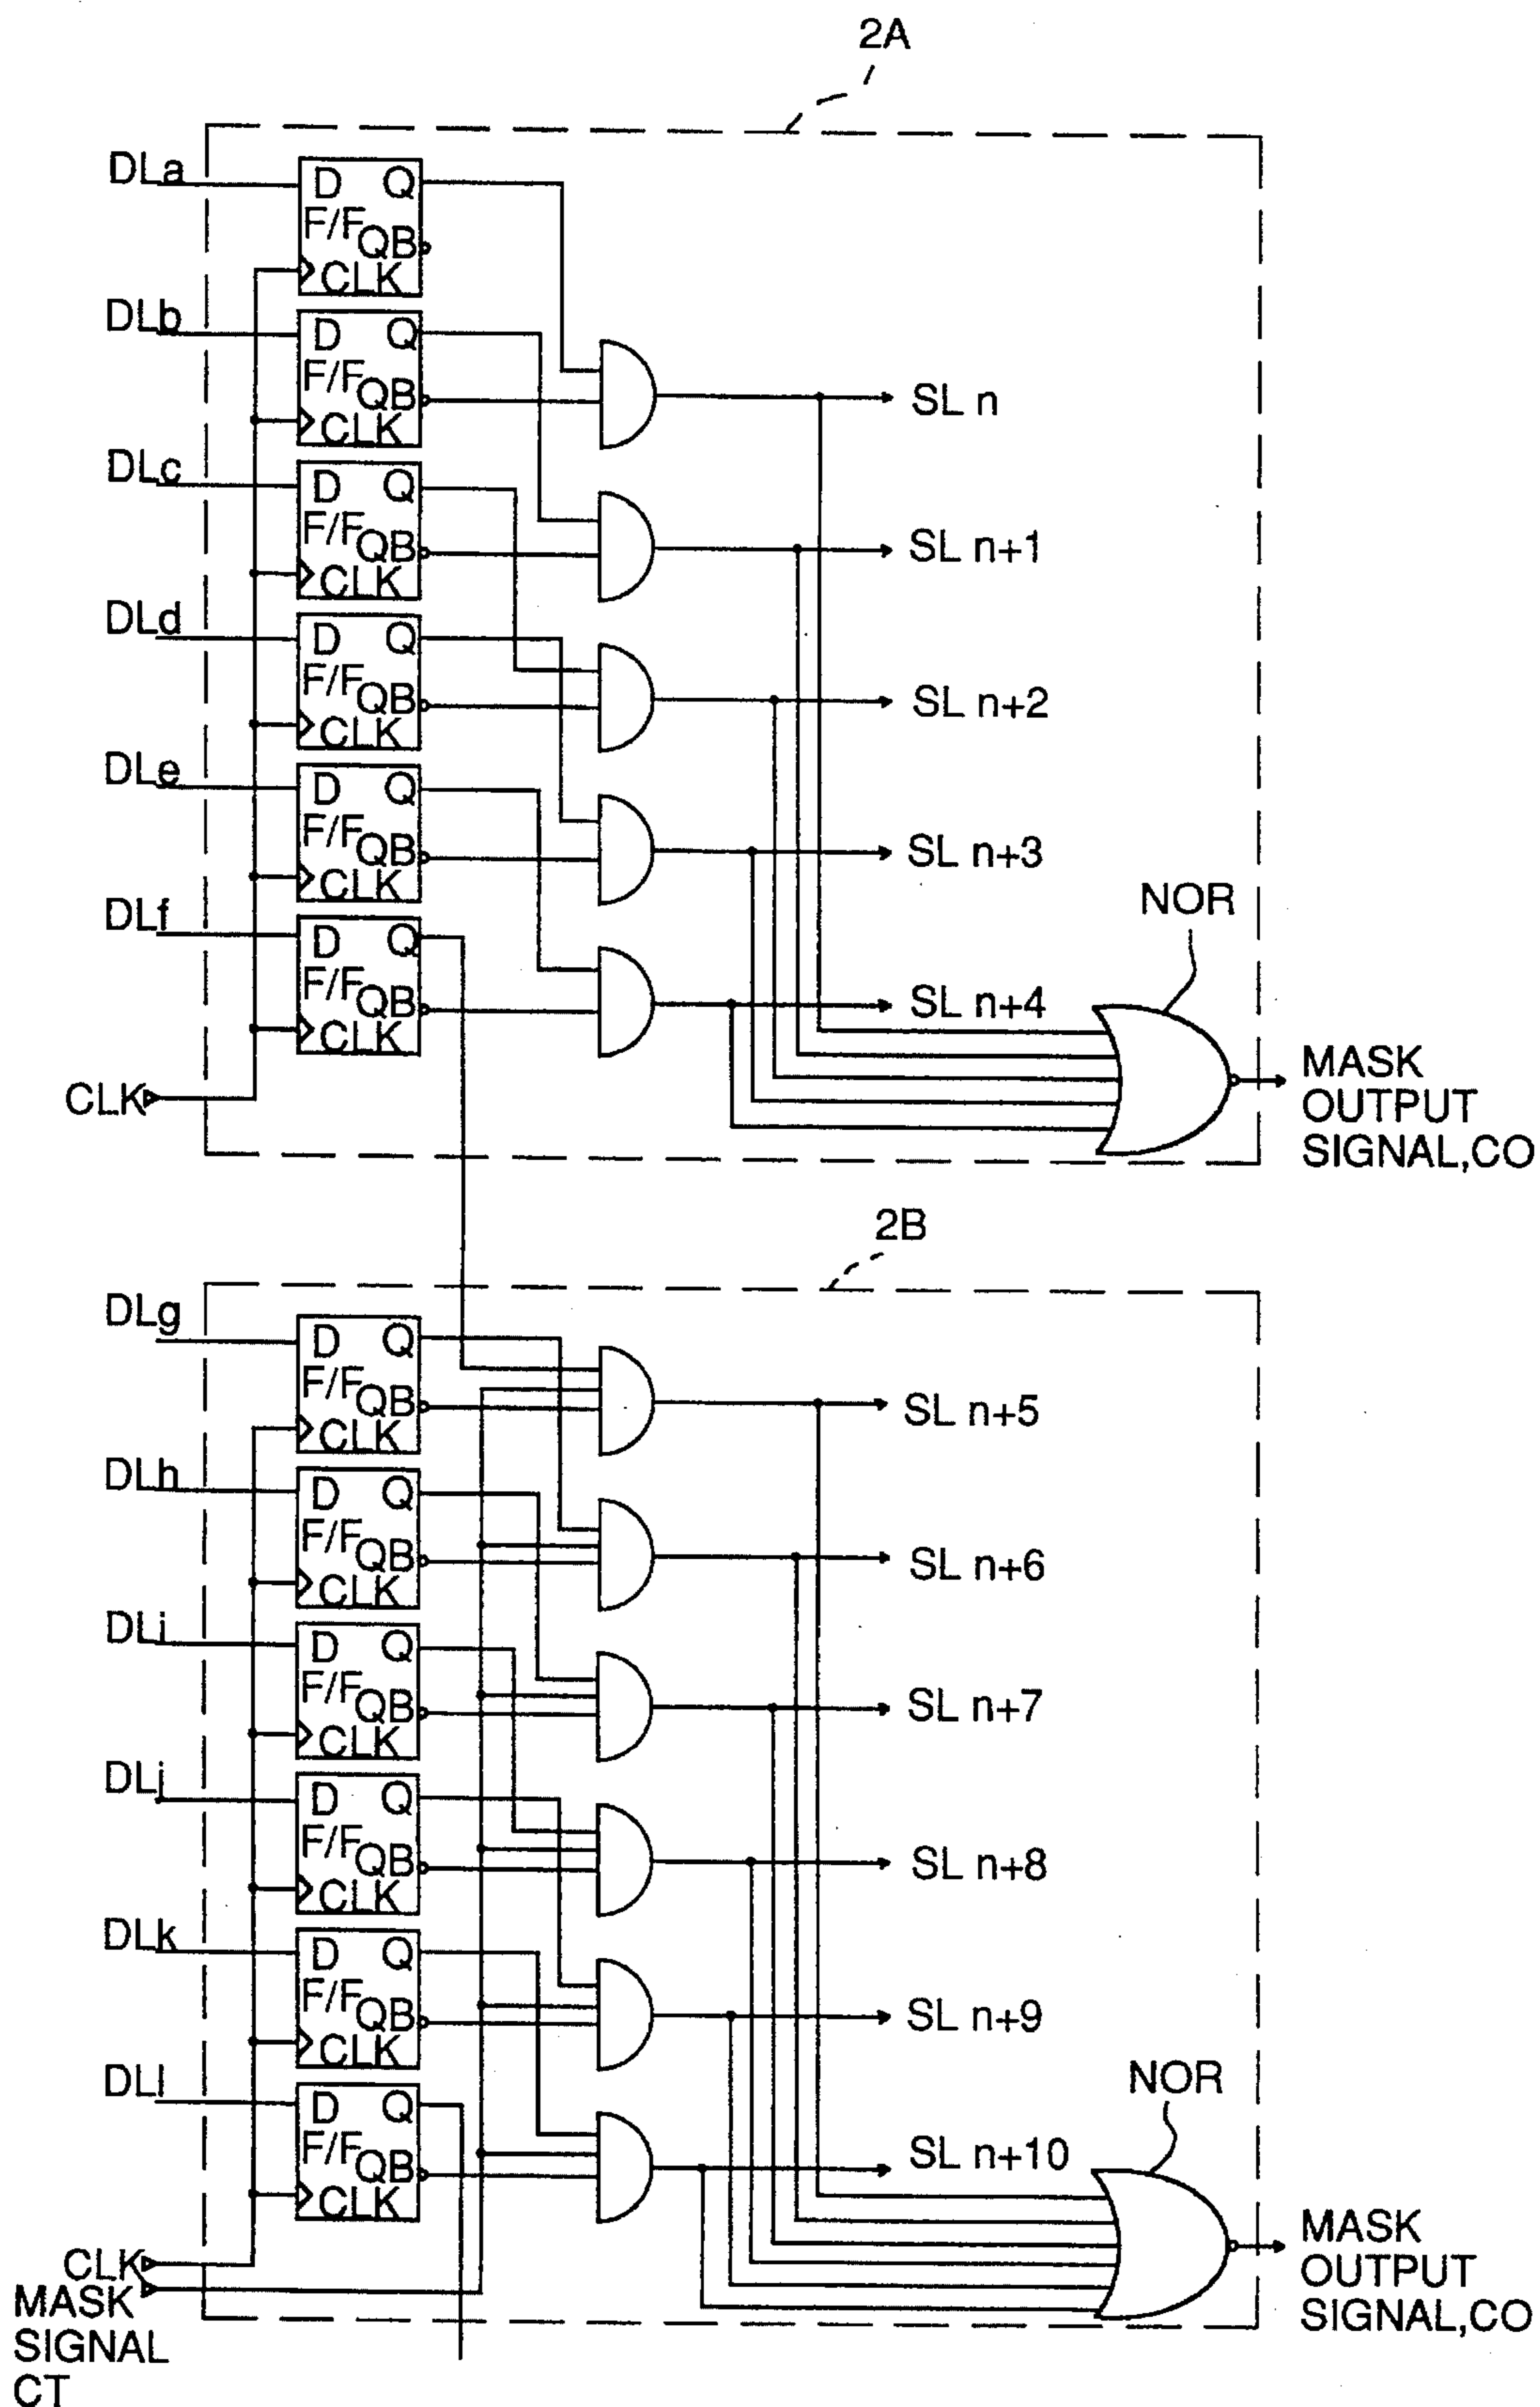 2A
DLa
D Q
F/F QB
CLK
DLb
D Q
F/F QB
CLK
SL n
DLc
D Q
F/F QB
CLK
SL n+1
DLd
D Q
F/F QB
CLK
SL n+2
DLe
D Q
F/F QB
CLK
SL n+3
NOR
DLf
D Q
F/F QB
CLK
SL n+4
CLK
MASK
OUTPUT
SIGNAL,CO
2B
DLg
D Q
F/F QB
CLK
SL n+5
DLh
D Q
F/F QB
CLK
SL n+6
DLi
D Q
F/F QB
CLK
SL n+7
DLj
D Q
F/F QB
CLK
SL n+8
DLk
D Q
F/F QB
CLK
SL n+9
NOR
DLl
D Q
F/F QB
CLK
SL n+10
MASK
OUTPUT
SIGNAL,CO
CLK
MASK
SIGNAL
CT